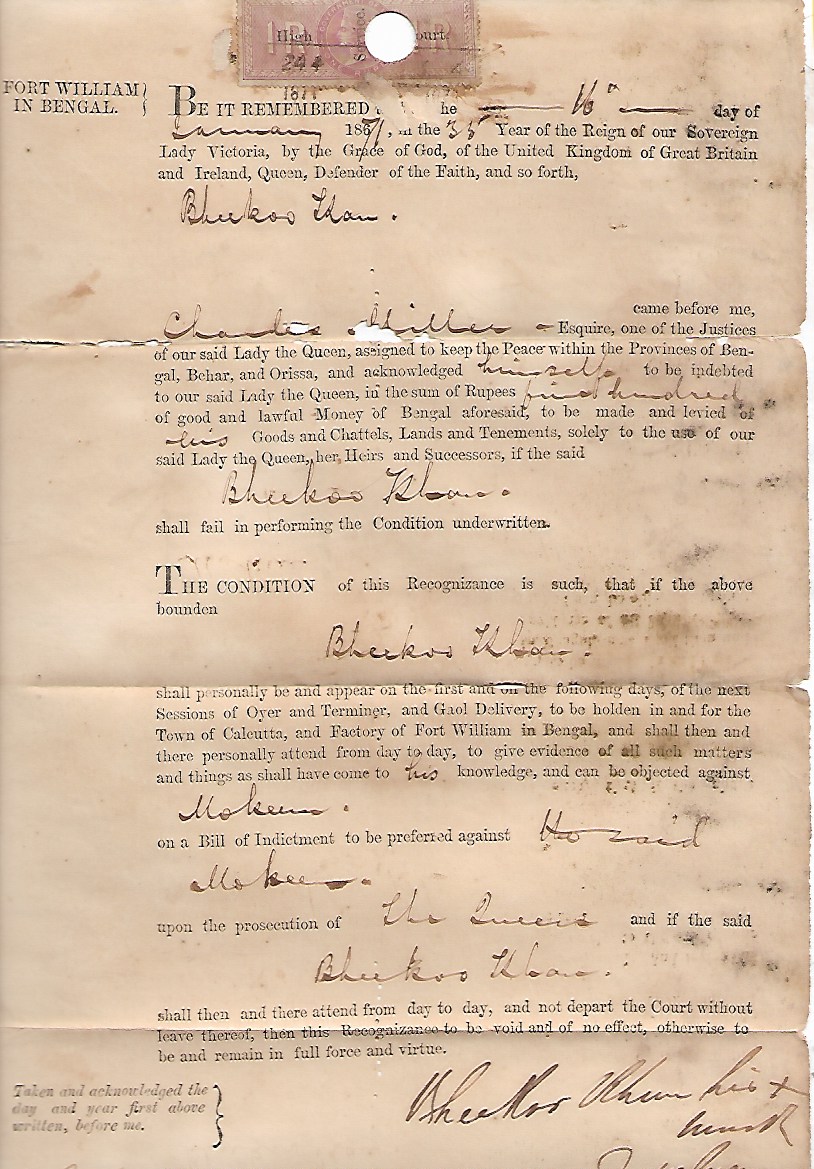 1R High Court 1R
Service.
244
1871
FORT WILLIAM
IN BENGAL.
BE IT REMEMBERED he 16th day of
January 1871, in the 35 Year of the Reign of our Sovereign
Lady Victoria, by the Grace of God, of the United Kingdom of Great Britain
and Ireland, Queen, Defender of the Faith, and so forth,
Bheekoo Khan.
came before me,
Charles Miller Esquire, one of the Justices
of our said Lady the Queen, assigned to keep the Peace within the Provinces of Ben-
gal, Behar, and Orissa, and acknowledged himself to be indebted
to our said Lady the Queen, in the sum of Rupees hundred
of good and lawful Money of Bengal aforesaid, to be made and levied of
his Goods and Chattels, Lands and Tenements, solely to the use of our
said Lady the Queen, her Heirs and Successors, if the said
Bheekoo Khan.
shall fail in performing the Condition underwritten.
THE CONDITION of this Recognizance is such, that if the above
bounden
Bheekoo Khan.
shall personally be and appear on the first and on the following days, of the next
Sessions of Oyer and Terminer, and Gaol Delivery, to be holden in and for the
Town of Calcutta, and Factory of Fort William in Bengal, and shall then and
there personally attend from day to day, to give evidence of all such matters
and things as shall have come to his knowledge, and can be objected against
Mokeem.
on a Bill of Indictment to be preferred against the said
Mokeem.
upon the prosecution of The Queen and if the said
Bheekoo Khan.
shall then and there attend from day to day, and not depart the Court without
leave thereof, then this Recognizance to be void and of no effect, otherwise to
be and remain in full force and virtue.
Taken and acknowledged the
day and year first above
written, before me.
Bheekoo Khan his x
mark